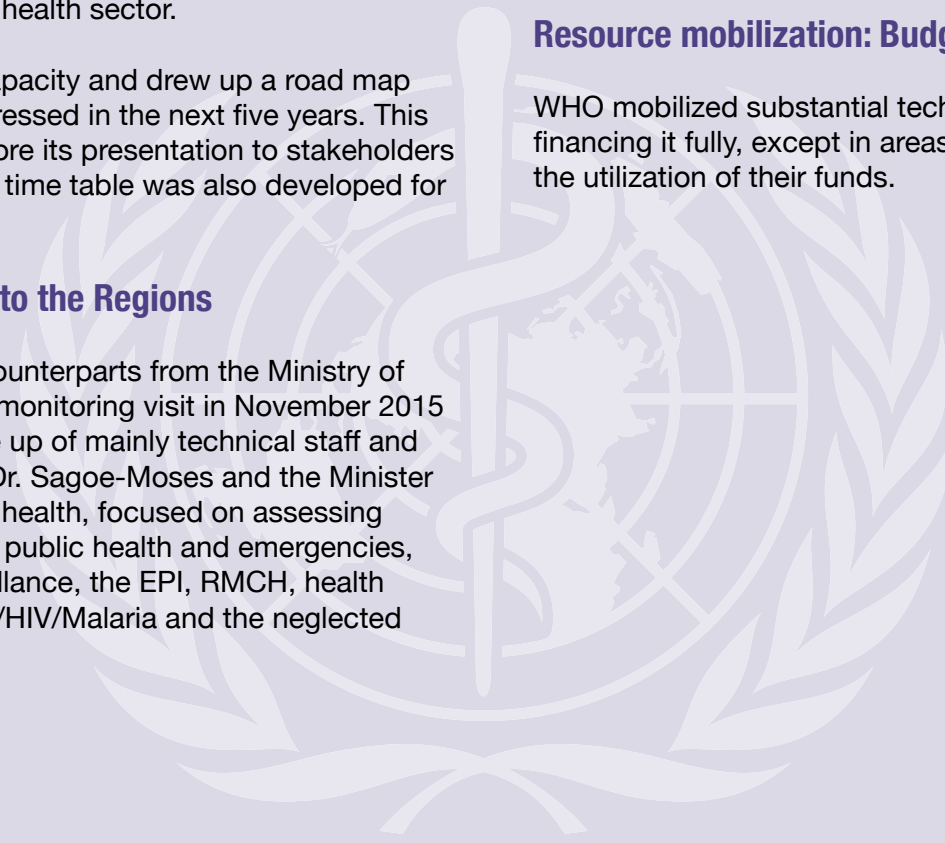 health sector.
apacity and drew up a road map
ressed in the next five years. This
ore its presentation to stakeholders
time table was also developed for
to the Regions
ounterparts from the Ministry of
monitoring visit in November 2015
up of mainly technical staff and
Dr. Sagoe-Moses and the Minister
health, focused on assessing
public health and emergencies,
llance, the EPI, RMCH, health
/HIV/Malaria and the neglected
Resource mobilization: Budg
WHO mobilized substantial tech
financing it fully, except in areas
the utilization of their funds.